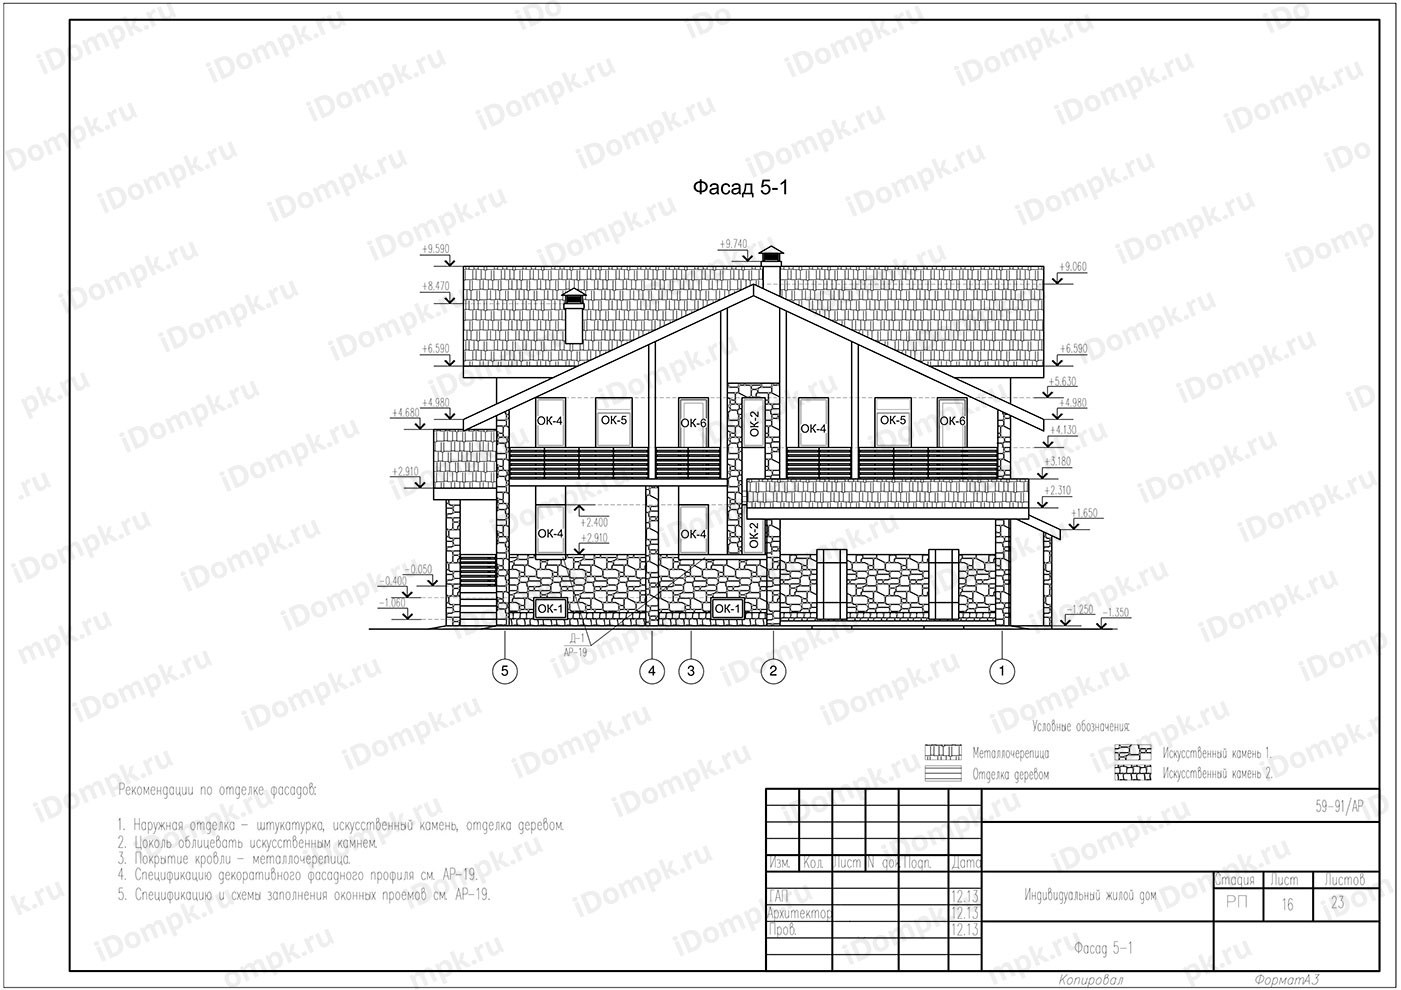 Фасад 5-1
+9.590
+8.470
+6.590
+4.980
+4.680
+2.910
-0.050
-0.400
-1.060
+9.740
+9.060
+6.590
+5.630
+4.980
+4.130
+3.180
+2.310
+1.650
-1.250
-1.350
ОК-4 ОК-5 ОК-6 ОК-2 ОК-4 ОК-5 ОК-6
+2.400
+2.910
ОК-4 ОК-4 ОК-2
ОК-1 ОК-1
Д-1
АР-19
5 4 3 2 1
Условные обозначения:
Металлочерепица
Искусственный камень 1.
Отделка деревом
Искусственный камень 2.
Рекомендации по отделке фасадов:
1. Наружная отделка – штукатурка, искусственный камень, отделка деревом.
2. Цоколь облицевать искусственным камнем.
3. Покрытие кровли – металлочерепица.
4. Спецификацию декоративного фасадного профиля см. АР-19.
5. Спецификацию и схемы заполнения оконных проёмов см. АР-19.
59-91/АР
Изм. Кол. Лист N док Подп. Дата
ГАП 12.13
Архитектор 12.13
Пров. 12.13
Индивидуальный жилой дом
Стадия Лист Листов
РП 16 23
Фасад 5-1
Копировал ФорматА3
iDompk.ru